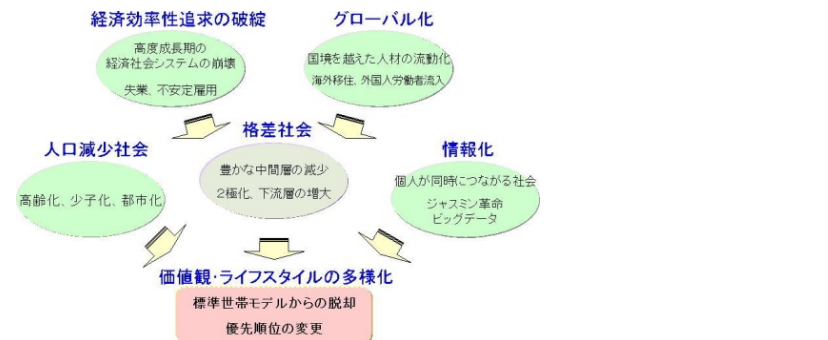 経済効率性追求の破綻
高度成長期の
経済社会システムの崩壊
失業、不安定雇用
グローバル化
国境を越えた人材の流動化
海外移住、外国人労働者流入
格差社会
豊かな中間層の減少
2極化、下流層の増大
人口減少社会
高齢化、少子化、都市化
情報化
個人が同時につながる社会
ジャスミン革命
ビッグデータ
価値観・ライフスタイルの多様化
標準世帯モデルからの脱却
優先順位の変更